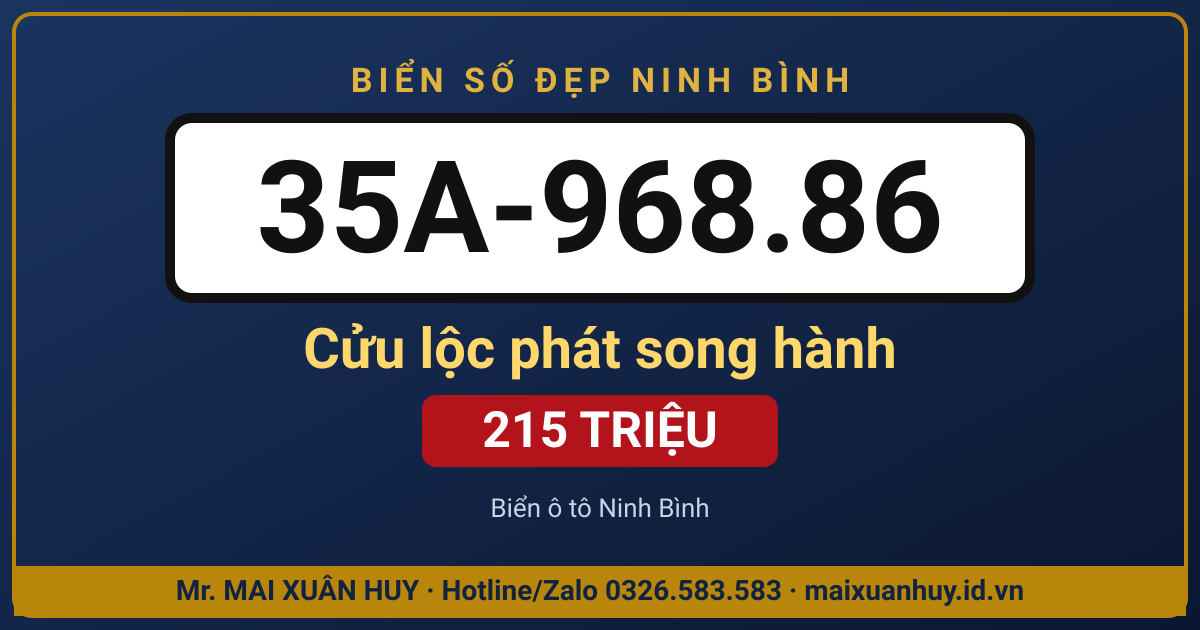 BIỂN SỐ ĐẸP NINH BÌNH
35A-968.86
Cửu lộc phát song hành
215 TRIỆU
Biển ô tô Ninh Bình
Mr. MAI XUÂN HUY · Hotline/Zalo 0326.583.583 · maixuanhuy.id.vn